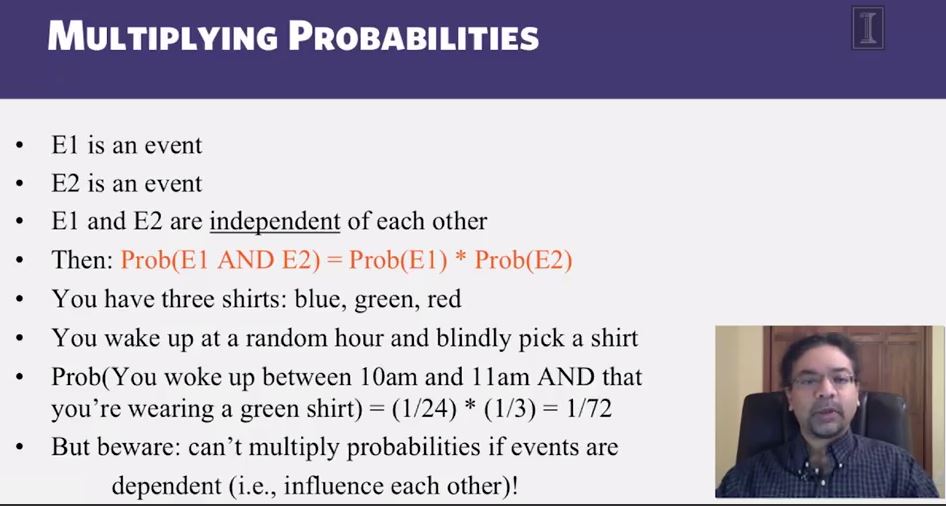 MULTIPLYING PROBABILITIES
I
• E1 is an event
• E2 is an event
• E1 and E2 are independent of each other
• Then: Prob(E1 AND E2) = Prob(E1) * Prob(E2)
• You have three shirts: blue, green, red
• You wake up at a random hour and blindly pick a shirt
• Prob(You woke up between 10am and 11am AND that
you're wearing a green shirt) = (1/24) * (1/3) = 1/72
• But beware: can't multiply probabilities if events are
dependent (i.e., influence each other)!